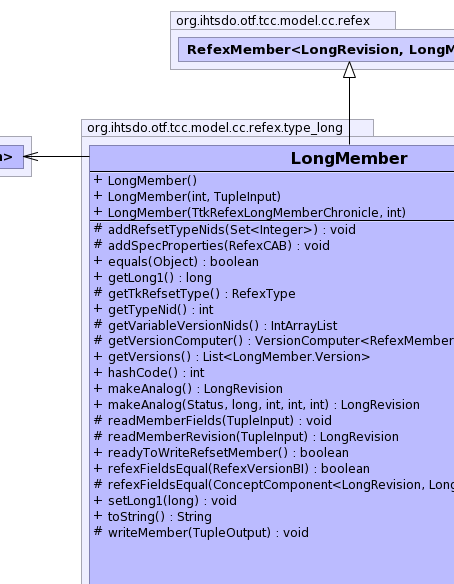 org.ihtsdo.otf.tcc.model.cc.refex
RefexMember<LongRevision, LongM
org.ihtsdo.otf.tcc.model.cc.refex.type_long
>
LongMember
+ LongMember()
+ LongMember(int, TupleInput)
+ LongMember(TtkRefexLongMemberChronicle, int)
# addRefsetTypeNids(Set<Integer>) : void
# addSpecProperties(RefexCAB) : void
+ equals(Object) : boolean
+ getLong1() : long
# getTkRefsetType() : RefexType
+ getTypeNid() : int
# getVariableVersionNids() : IntArrayList
# getVersionComputer() : VersionComputer<RefexMember
+ getVersions() : List<LongMember.Version>
+ hashCode() : int
+ makeAnalog() : LongRevision
+ makeAnalog(Status, long, int, int, int) : LongRevision
# readMemberFields(TupleInput) : void
# readMemberRevision(TupleInput) : LongRevision
+ readyToWriteRefsetMember() : boolean
+ refexFieldsEqual(RefexVersionBI) : boolean
# refexFieldsEqual(ConceptComponent<LongRevision, Long
+ setLong1(long) : void
+ toString() : String
# writeMember(TupleOutput) : void